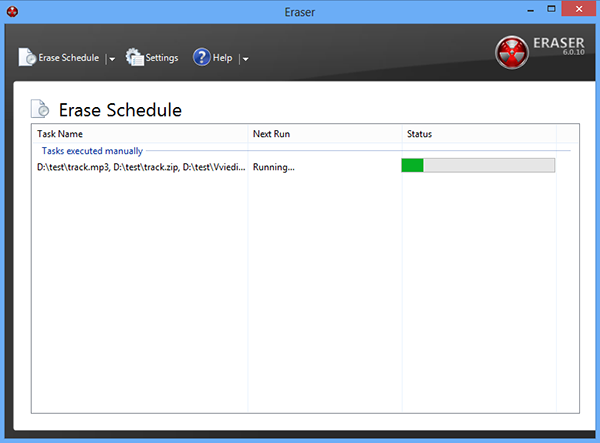 Eraser
Erase Schedule
Settings
Help
ERASER
6.0.10
Erase Schedule
Task Name Next Run Status
Tasks executed manually
D:\test\track.mp3, D:\test\track.zip, D:\test\Vviedi... Running...